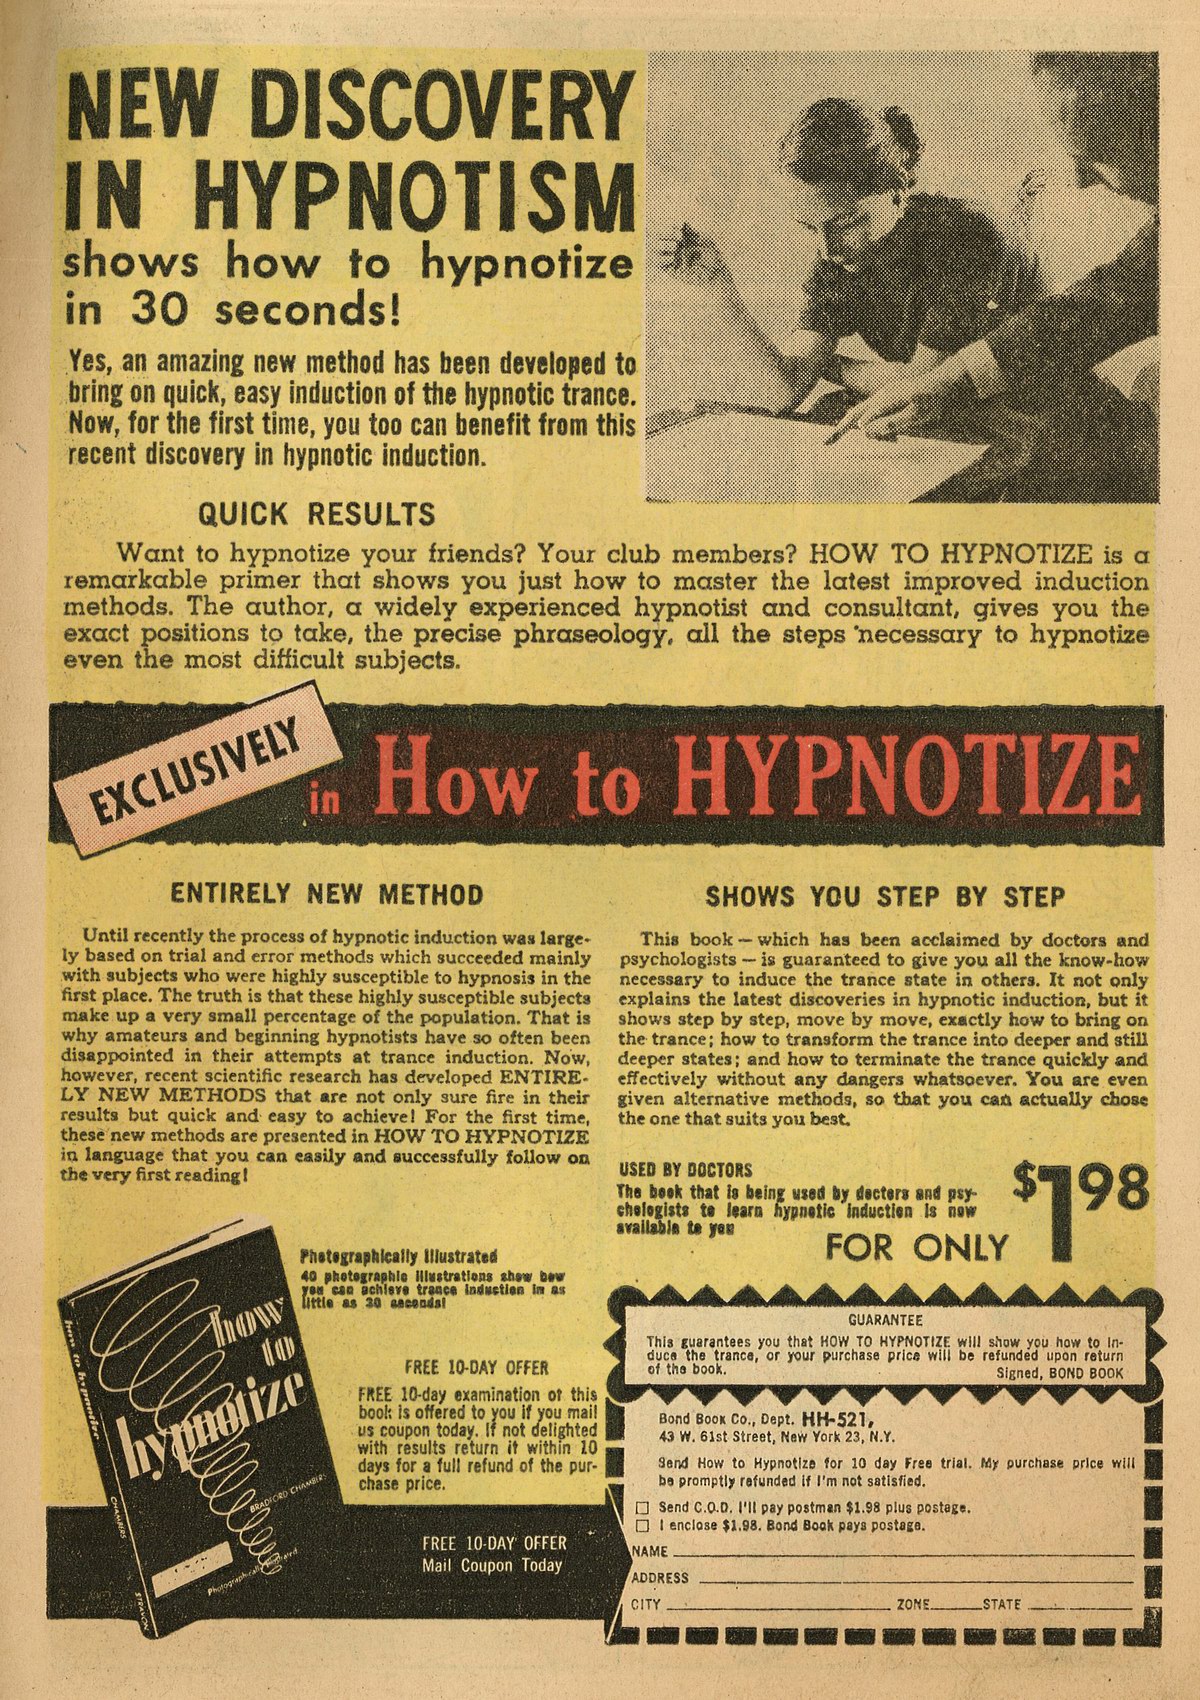 NEW DISCOVERY
IN HYPNOTISM
shows how to hypnotize
in 30 seconds!
Yes, an amazing new method has been developed to
bring on quick, easy induction of the hypnotic trance.
Now, for the first time, you too can benefit from this
recent discovery in hypnotic induction.
QUICK RESULTS
Want to hypnotize your friends? Your club members? HOW TO HYPNOTIZE is a
remarkable primer that shows you just how to master the latest improved induction
methods. The author, a widely experienced hypnotist and consultant, gives you the
exact positions to take, the precise phraseology, all the steps necessary to hypnotize
even the most difficult subjects.
EXCLUSIVELY
in How to HYPNOTIZE
ENTIRELY NEW METHOD
Until recently the process of hypnotic induction was large-
ly based on trial and error methods which succeeded mainly
with subjects who were highly susceptible to hypnosis in the
first place. The truth is that these highly susceptible subjects
make up a very small percentage of the population. That is
why amateurs and beginning hypnotists have so often been
disappointed in their attempts at trance induction. Now,
however, recent scientific research has developed ENTIRE-
LY NEW METHODS that are not only sure fire in their
results but quick and easy to achieve! For the first time,
these new methods are presented in HOW TO HYPNOTIZE
in language that you can easily and successfully follow on
the very first reading!
SHOWS YOU STEP BY STEP
This book — which has been acclaimed by doctors and
psychologists — is guaranteed to give you all the know-how
necessary to induce the trance state in others. It not only
explains the latest discoveries in hypnotic induction, but it
shows step by step, move by move, exactly how to bring on
the trance; how to transform the trance into deeper and still
deeper states; and how to terminate the trance quickly and
effectively without any dangers whatsoever. You are even
given alternative methods, so that you can actually chose
the one that suits you best.
USED BY DOCTORS
The book that is being used by doctors and psy-
chologists to learn hypnotic induction is now
available to you
FOR ONLY
$1.98
Photographically Illustrated
40 photographic illustrations show how
you can achieve trance induction in as
little as 30 seconds!
how
to
hypnotize
BRADFORD CHAMBERS
Photographically
how to hypnotize
CHAMBERS
STRAVON
FREE 10-DAY OFFER
FREE 10-day examination of this
book is offered to you if you mail
us coupon today. If not delighted
with results return it within 10
days for a full refund of the pur-
chase price.
FREE 10-DAY OFFER
Mail Coupon Today
GUARANTEE
This guarantees you that HOW TO HYPNOTIZE will show you how to in-
duce the trance, or your purchase price will be refunded upon return
of the book.
Signed, BOND BOOK
Bond Book Co., Dept. HH-521,
43 W. 61st Street, New York 23, N.Y.
Send How to Hypnotize for 10 day Free trial. My purchase price will
be promptly refunded if I'm not satisfied.
Send C.O.D. I'll pay postman $1.98 plus postage.
I enclose $1.98. Bond Book pays postage.
NAME
ADDRESS
CITY ZONE STATE